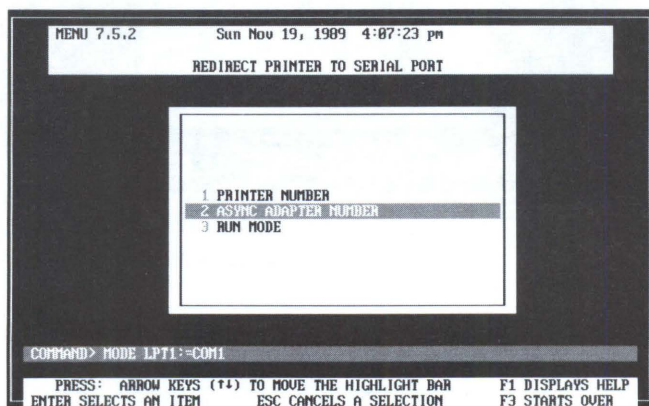 MENU 7.5.2 Sun Nov 19, 1989 4:07:23 pm
REDIRECT PRINTER TO SERIAL PORT
1 PRINTER NUMBER
2 ASYNC ADAPTER NUMBER
3 RUN MODE
COMMAND> MODE LPT1:=COM1
PRESS: ARROW KEYS (↑↓) TO MOVE THE HIGHLIGHT BAR F1 DISPLAYS HELP
ENTER SELECTS AN ITEM ESC CANCELS A SELECTION F3 STARTS OVER